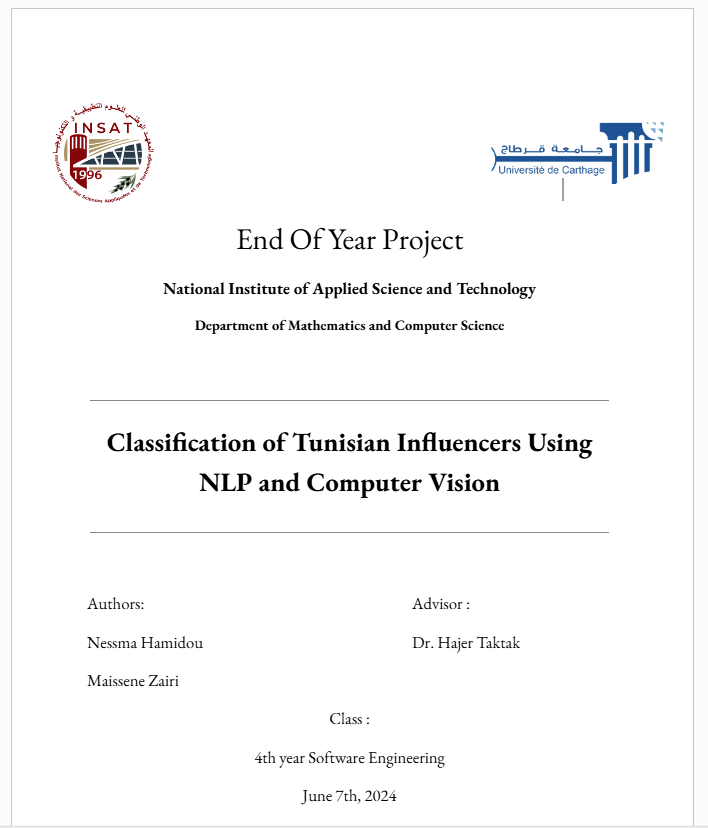 المعهد الوطني للعلوم التطبيقية و التكنولوجيا
INSAT
1996
Institut National des Sciences Appliquées et de Technologie
جامعة قرطاج
Université de Carthage
End Of Year Project
National Institute of Applied Science and Technology
Department of Mathematics and Computer Science
Classification of Tunisian Influencers Using
NLP and Computer Vision
Authors:
Advisor :
Nessma Hamidou
Dr. Hajer Taktak
Maissene Zairi
Class :
4th year Software Engineering
June 7th, 2024